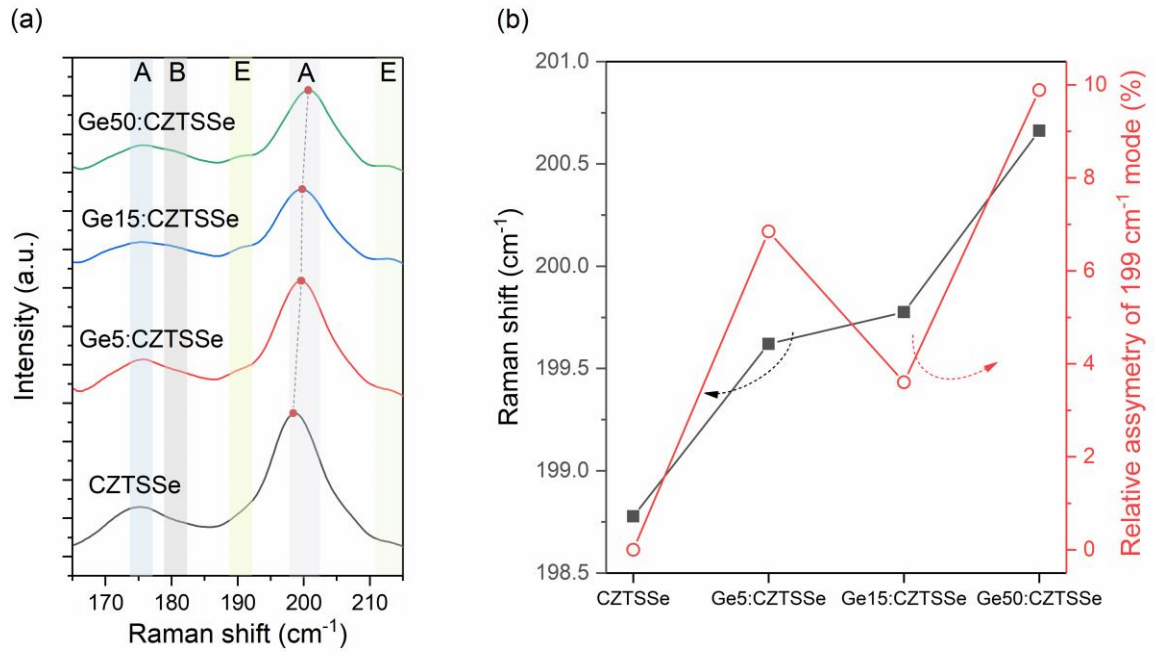 (a)
A B E A E
Ge50:CZTSSe
Ge15:CZTSSe
Ge5:CZTSSe
CZTSSe
Intensity (a.u.)
170 180 190 200 210
Raman shift (cm⁻¹)
(b)
201.0
200.5
200.0
199.5
199.0
198.5
Raman shift (cm⁻¹)
10
8
6
4
2
0
Relative assymetry of 199 cm⁻¹ mode (%)
CZTSSe Ge5:CZTSSe Ge15:CZTSSe Ge50:CZTSSe